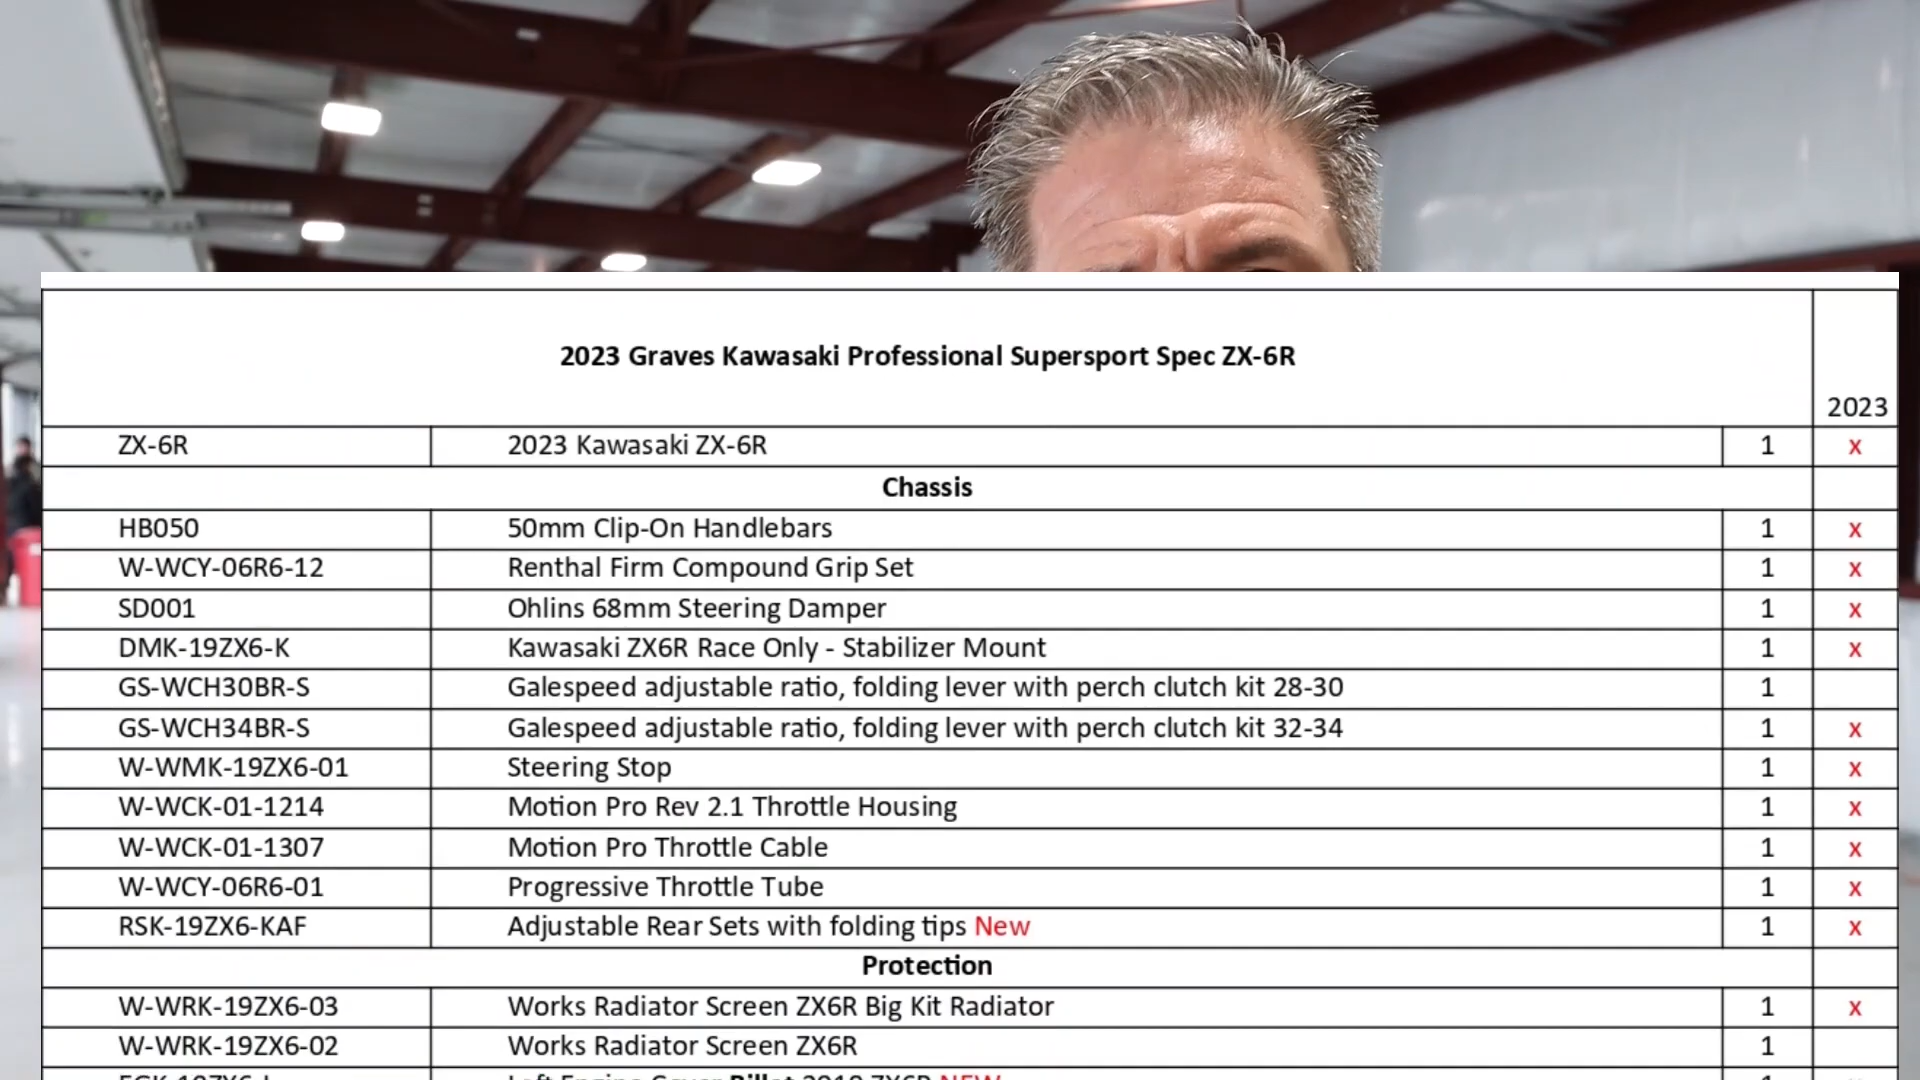 2023 Graves Kawasaki Professional Supersport Spec ZX-6R
2023
ZX-6R 2023 Kawasaki ZX-6R 1 x
Chassis
HB050 50mm Clip-On Handlebars 1 x
W-WCY-06R6-12 Renthal Firm Compound Grip Set 1 x
SD001 Ohlins 68mm Steering Damper 1 x
DMK-19ZX6-K Kawasaki ZX6R Race Only - Stabilizer Mount 1 x
GS-WCH30BR-S Galespeed adjustable ratio, folding lever with perch clutch kit 28-30 1
GS-WCH34BR-S Galespeed adjustable ratio, folding lever with perch clutch kit 32-34 1 x
W-WMK-19ZX6-01 Steering Stop 1 x
W-WCK-01-1214 Motion Pro Rev 2.1 Throttle Housing 1 x
W-WCK-01-1307 Motion Pro Throttle Cable 1 x
W-WCY-06R6-01 Progressive Throttle Tube 1 x
RSK-19ZX6-KAF Adjustable Rear Sets with folding tips New 1 x
Protection
W-WRK-19ZX6-03 Works Radiator Screen ZX6R Big Kit Radiator 1 x
W-WRK-19ZX6-02 Works Radiator Screen ZX6R 1
Left Engine Cover Billet 2019 ZX6R NEW